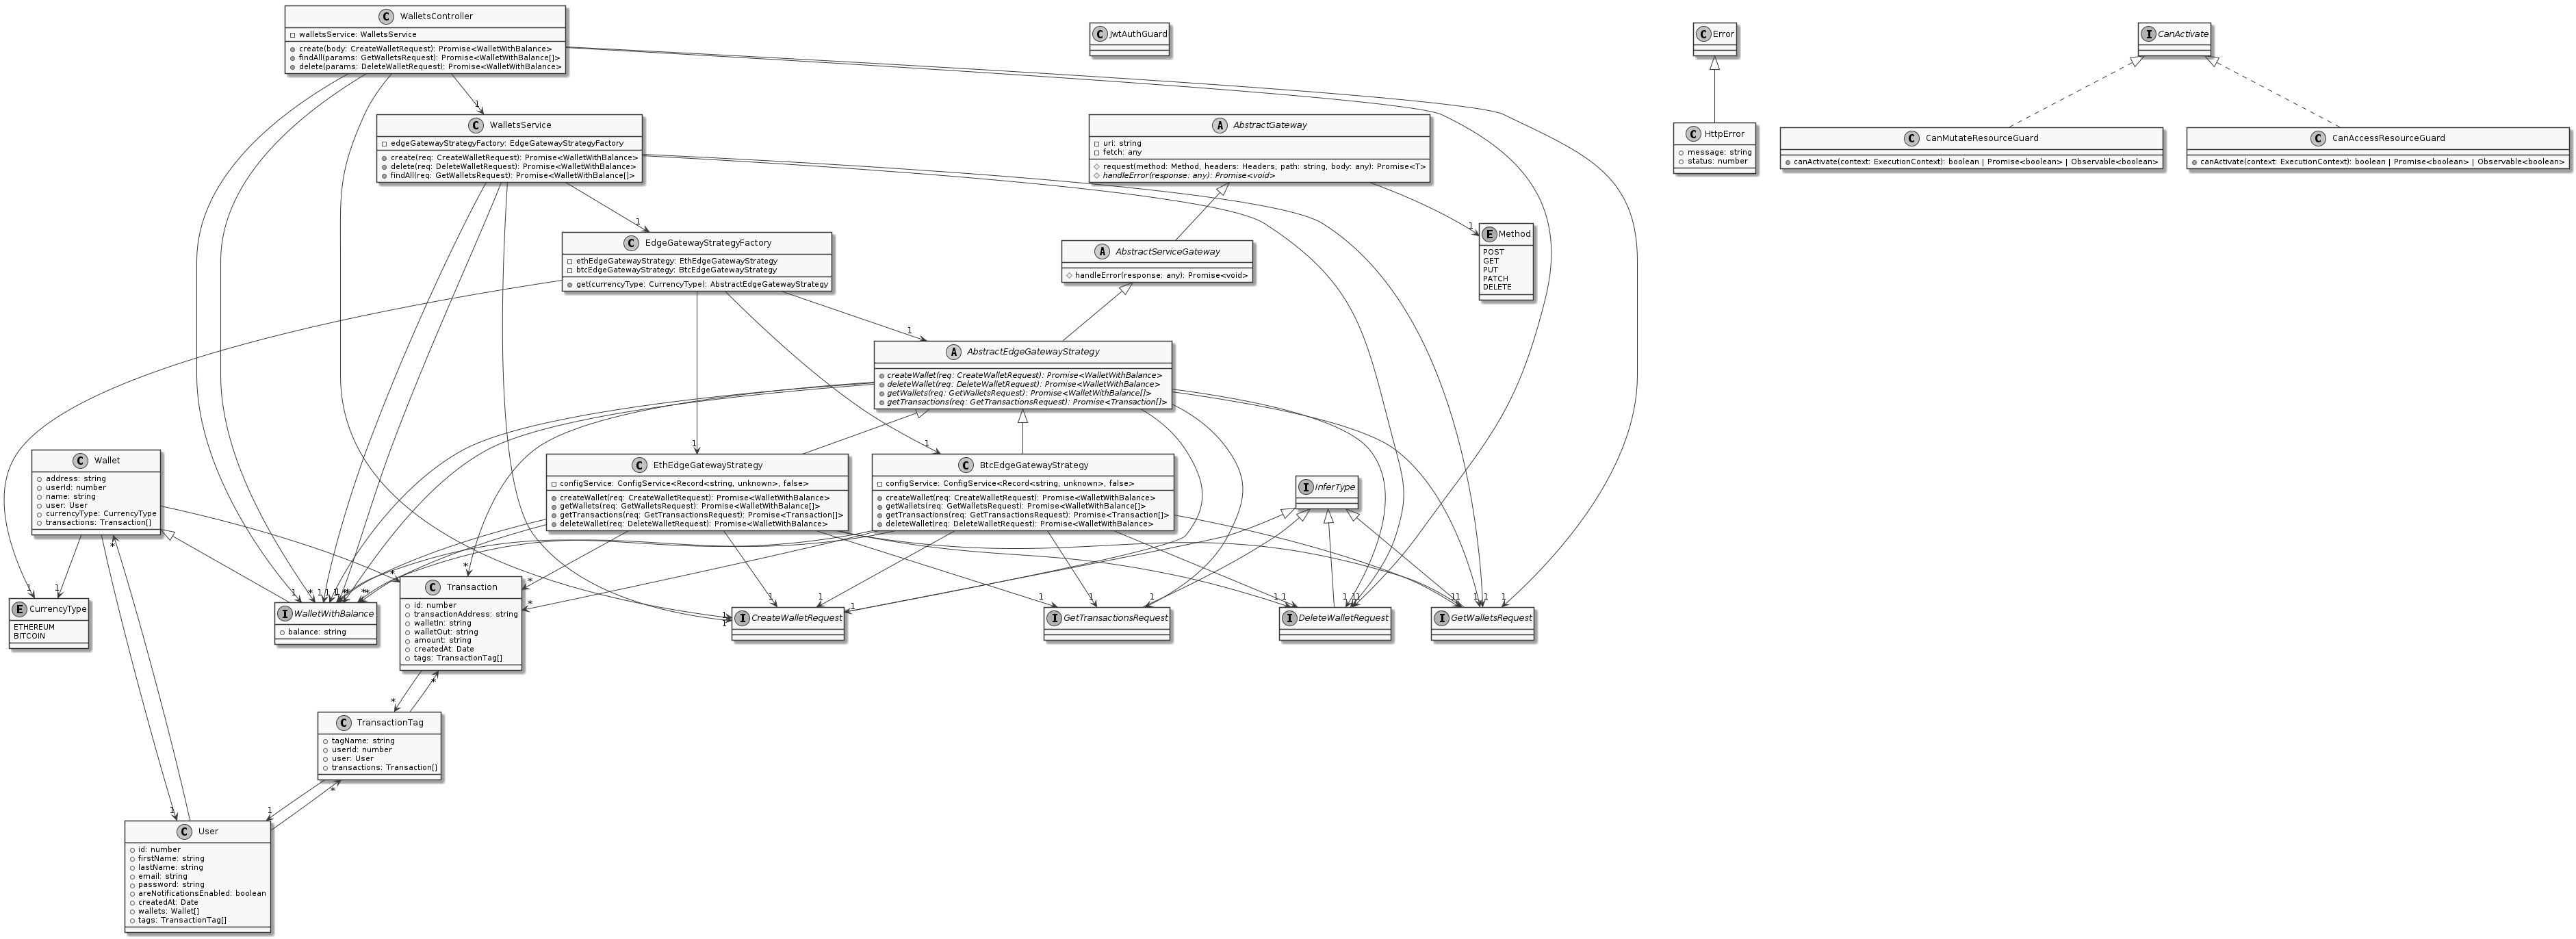 C WalletsController
walletsService: WalletsService
create(body: CreateWalletRequest): Promise<WalletWithBalance>
findAll(params: GetWalletsRequest): Promise<WalletWithBalance[]>
delete(params: DeleteWalletRequest): Promise<WalletWithBalance>
C JwtAuthGuard
C Error
I CanActivate
C WalletsService
edgeGatewayStrategyFactory: EdgeGatewayStrategyFactory
create(req: CreateWalletRequest): Promise<WalletWithBalance>
delete(req: DeleteWalletRequest): Promise<WalletWithBalance>
findAll(req: GetWalletsRequest): Promise<WalletWithBalance[]>
A AbstractGateway
uri: string
fetch: any
request(method: Method, headers: Headers, path: string, body: any): Promise<T>
handleError(response: any): Promise<void>
C HttpError
message: string
status: number
C CanMutateResourceGuard
canActivate(context: ExecutionContext): boolean | Promise<boolean> | Observable<boolean>
C CanAccessResourceGuard
canActivate(context: ExecutionContext): boolean | Promise<boolean> | Observable<boolean>
C EdgeGatewayStrategyFactory
ethEdgeGatewayStrategy: EthEdgeGatewayStrategy
btcEdgeGatewayStrategy: BtcEdgeGatewayStrategy
get(currencyType: CurrencyType): AbstractEdgeGatewayStrategy
A AbstractServiceGateway
handleError(response: any): Promise<void>
E Method
POST
GET
PUT
PATCH
DELETE
A AbstractEdgeGatewayStrategy
createWallet(req: CreateWalletRequest): Promise<WalletWithBalance>
deleteWallet(req: DeleteWalletRequest): Promise<WalletWithBalance>
getWallets(req: GetWalletsRequest): Promise<WalletWithBalance[]>
getTransactions(req: GetTransactionsRequest): Promise<Transaction[]>
C Wallet
address: string
userId: number
name: string
user: User
currencyType: CurrencyType
transactions: Transaction[]
C EthEdgeGatewayStrategy
configService: ConfigService<Record<string, unknown>, false>
createWallet(req: CreateWalletRequest): Promise<WalletWithBalance>
getWallets(req: GetWalletsRequest): Promise<WalletWithBalance[]>
getTransactions(req: GetTransactionsRequest): Promise<Transaction[]>
deleteWallet(req: DeleteWalletRequest): Promise<WalletWithBalance>
C BtcEdgeGatewayStrategy
configService: ConfigService<Record<string, unknown>, false>
createWallet(req: CreateWalletRequest): Promise<WalletWithBalance>
getWallets(req: GetWalletsRequest): Promise<WalletWithBalance[]>
getTransactions(req: GetTransactionsRequest): Promise<Transaction[]>
deleteWallet(req: DeleteWalletRequest): Promise<WalletWithBalance>
I InferType
E CurrencyType
ETHEREUM
BITCOIN
I WalletWithBalance
balance: string
C Transaction
id: number
transactionAddress: string
walletIn: string
walletOut: string
amount: string
createdAt: Date
tags: TransactionTag[]
I CreateWalletRequest
I GetTransactionsRequest
I DeleteWalletRequest
I GetWalletsRequest
C TransactionTag
tagName: string
userId: number
user: User
transactions: Transaction[]
C User
id: number
firstName: string
lastName: string
email: string
password: string
areNotificationsEnabled: boolean
createdAt: Date
wallets: Wallet[]
tags: TransactionTag[]